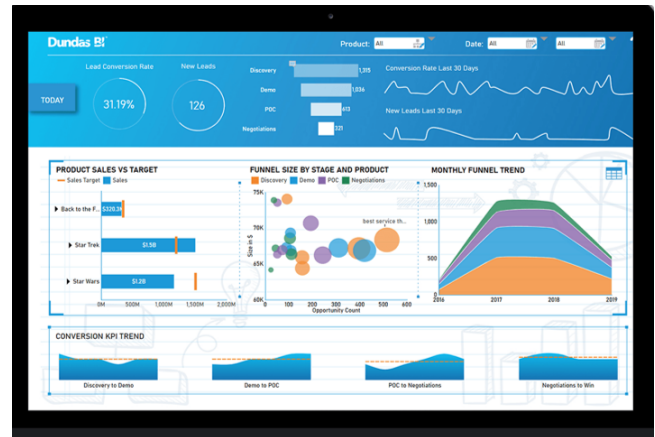 Dundas BI
Product: All
Date: All
All
TODAY
Lead Conversion Rate
31.19%
New Leads
126
Discovery 1,315
Demo 1,036
POC 613
Negotiations 321
Conversion Rate Last 30 Days
New Leads Last 30 Days
PRODUCT SALES VS TARGET
Sales Target Sales
Back to the F.. $320.3M
Star Trek $1.5B
Star Wars $1.2B
0M 500M 1,000M 1,500M 2,000M
FUNNEL SIZE BY STAGE AND PRODUCT
Discovery Demo POC Negotiations
75K
70K
65K
60K
Size in $
best service th...
0 100 200 300 400 500 600
Opportunity Count
MONTHLY FUNNEL TREND
1,500
1,000
500
0
2016 2017 2018 2019
CONVERSION KPI TREND
Discovery to Demo
Demo to POC
POC to Negotiations
Negotiations to Win